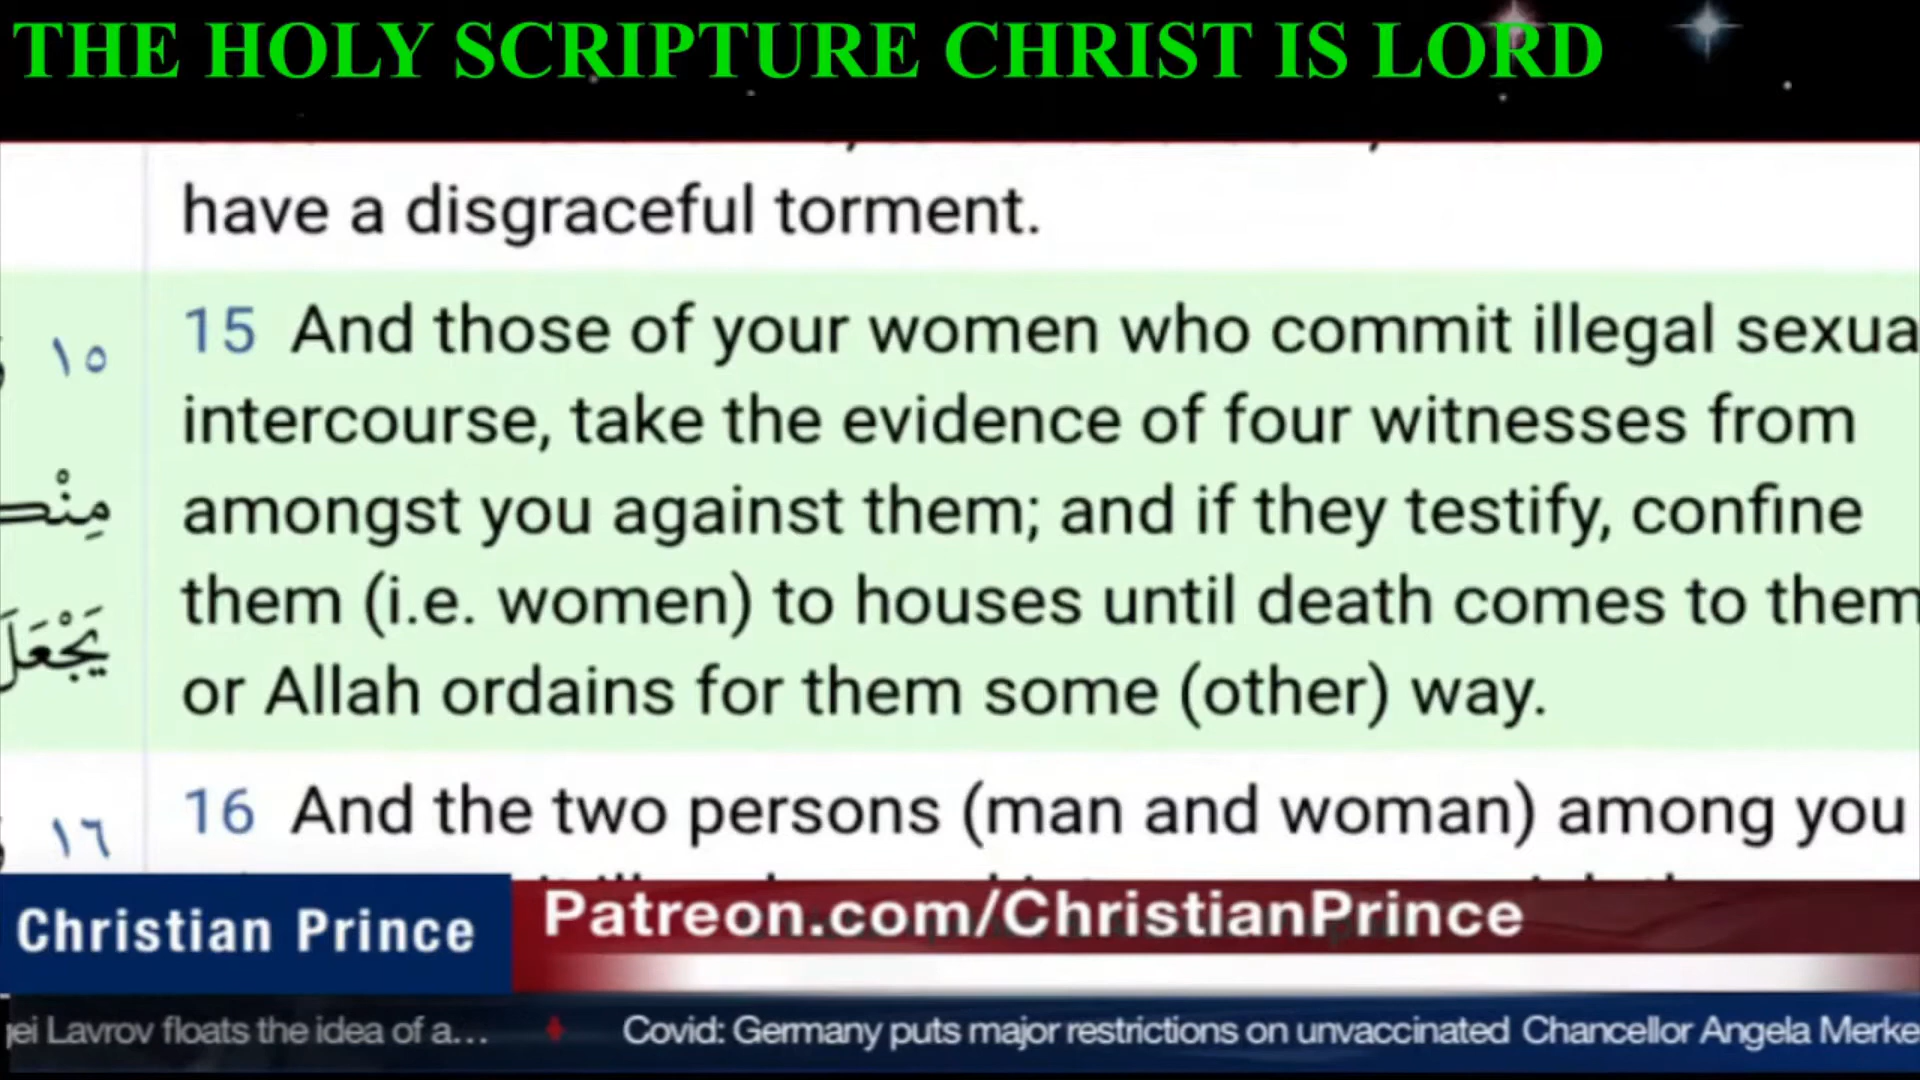 THE HOLY SCRIPTURE CHRIST IS LORD
have a disgraceful torment.
١٥ 15 And those of your women who commit illegal sexua
intercourse, take the evidence of four witnesses from
مِنْكُ amongst you against them; and if they testify, confine
them (i.e. women) to houses until death comes to them
يَجْعَلَ or Allah ordains for them some (other) way.
١٦ 16 And the two persons (man and woman) among you
Christian Prince
Patreon.com/ChristianPrince
ei Lavrov floats the idea of a... Covid: Germany puts major restrictions on unvaccinated Chancellor Angela Merke